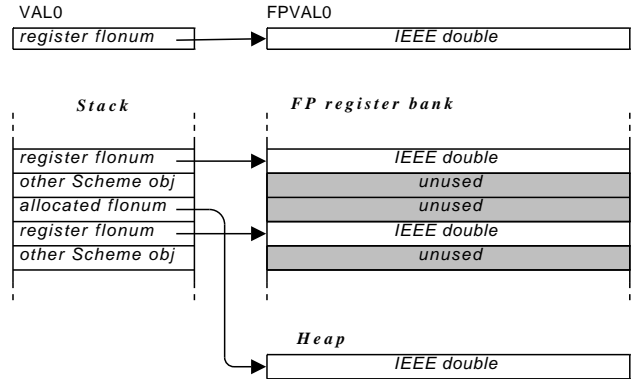 VAL0 FPVAL0
register flonum IEEE double
Stack FP register bank
register flonum IEEE double
other Scheme obj unused
allocated flonum unused
register flonum IEEE double
other Scheme obj unused
Heap
IEEE double